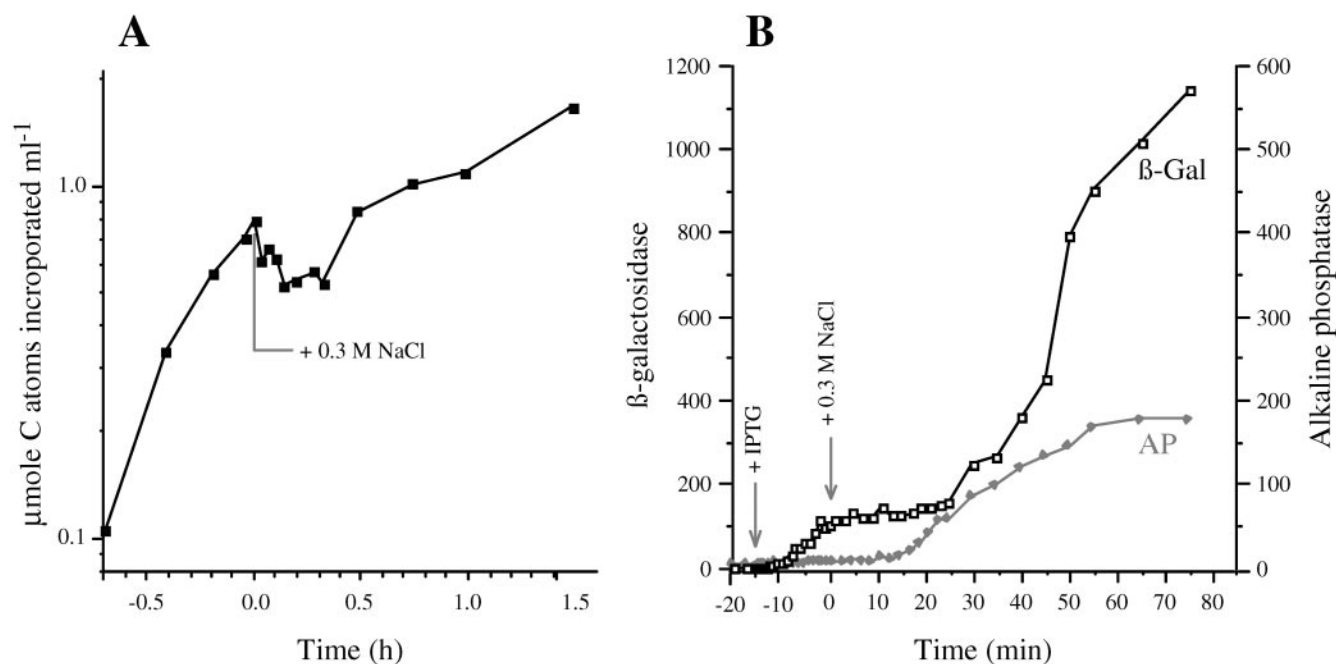 A
µmole C atoms incroporated ml-1
1.0
0.1
+ 0.3 M NaCl
-0.5
0.0
0.5
1.0
1.5
Time (h)
B
ß-galactosidase
1200
1000
800
600
400
200
0
+ IPTG
+ 0.3 M NaCl
ß-Gal
AP
600
500
400
300
200
100
0
Alkaline phosphatase
-20
-10
0
10
20
30
40
50
60
70
80
Time (min)